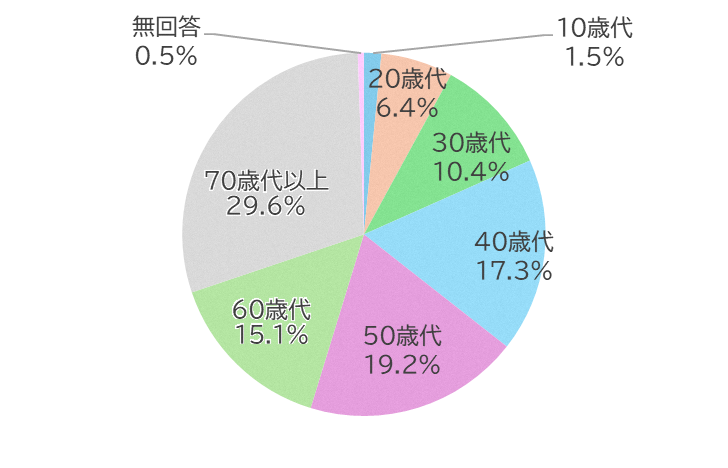 無回答
0.5%
10歳代
1.5%
20歳代
6.4%
30歳代
10.4%
40歳代
17.3%
50歳代
19.2%
60歳代
15.1%
70歳代以上
29.6%